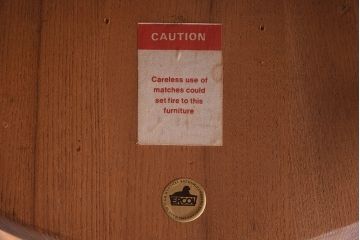 CAUTION
Careless use of
matches could
set fire to this
furniture
ERCOL